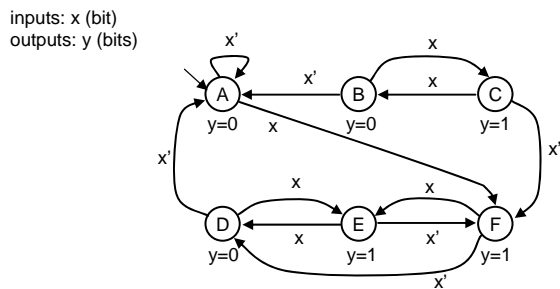 inputs: x (bit)
outputs: y (bits)
x'
x
x'
x
A
B
C
y=0
x
y=0
y=1
x'
x'
x
x
D
E
F
x
x'
y=0
y=1
y=1
x'